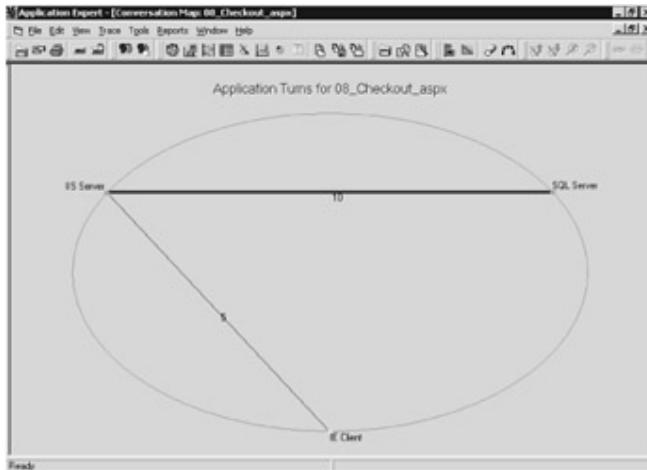 Application Expert - [Conversation Map: 08_Checkout_aspx]
File Edit View Trace Tools Reports Window Help
Application Turns for 08_Checkout_aspx
IIS Server
SQL Server
10
5
IE Client
Ready